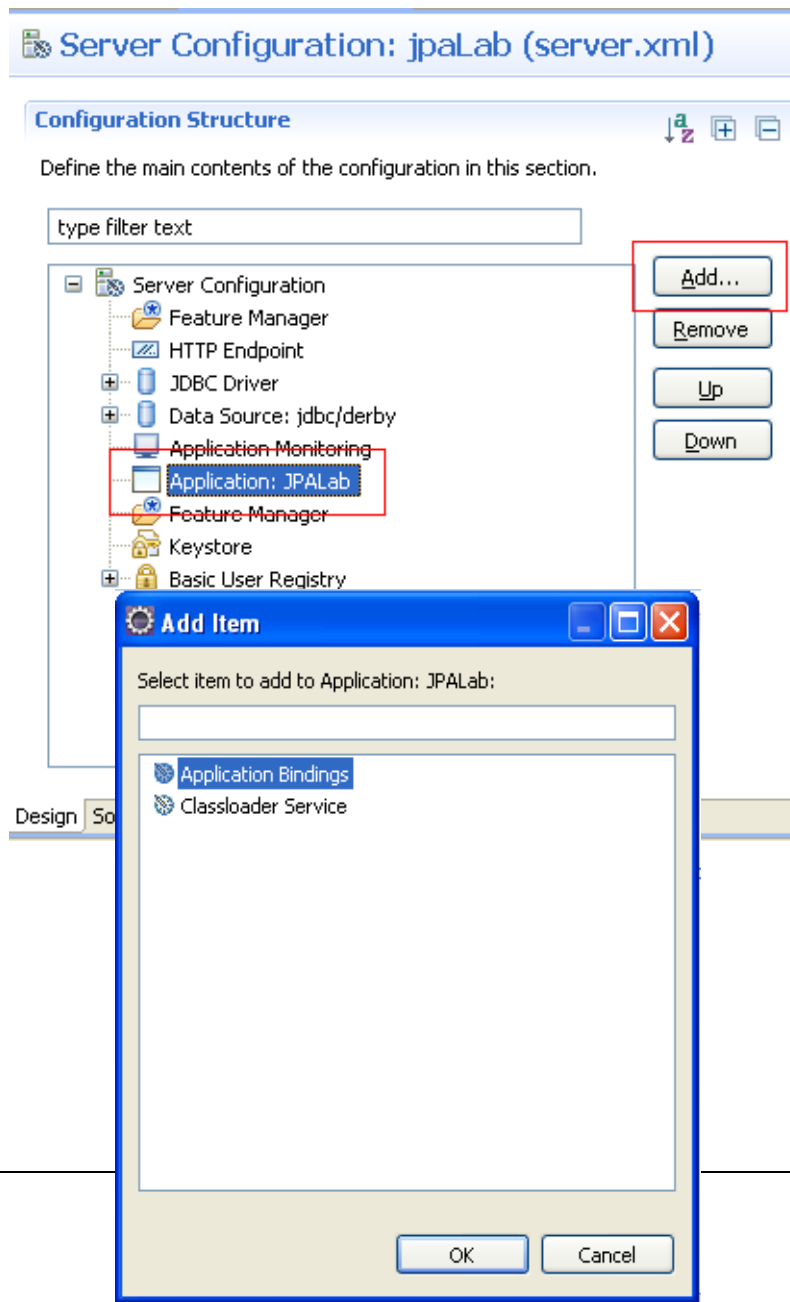 Server Configuration: jpaLab (server.xml)
Configuration Structure
Define the main contents of the configuration in this section.
type filter text
Server Configuration
Feature Manager
HTTP Endpoint
JDBC Driver
Data Source: jdbc/derby
Application Monitoring
Application: JPALab
Feature Manager
Keystore
Basic User Registry
Add...
Remove
Up
Down
Design So
Add Item
Select item to add to Application: JPALab:
Application Bindings
Classloader Service
OK Cancel